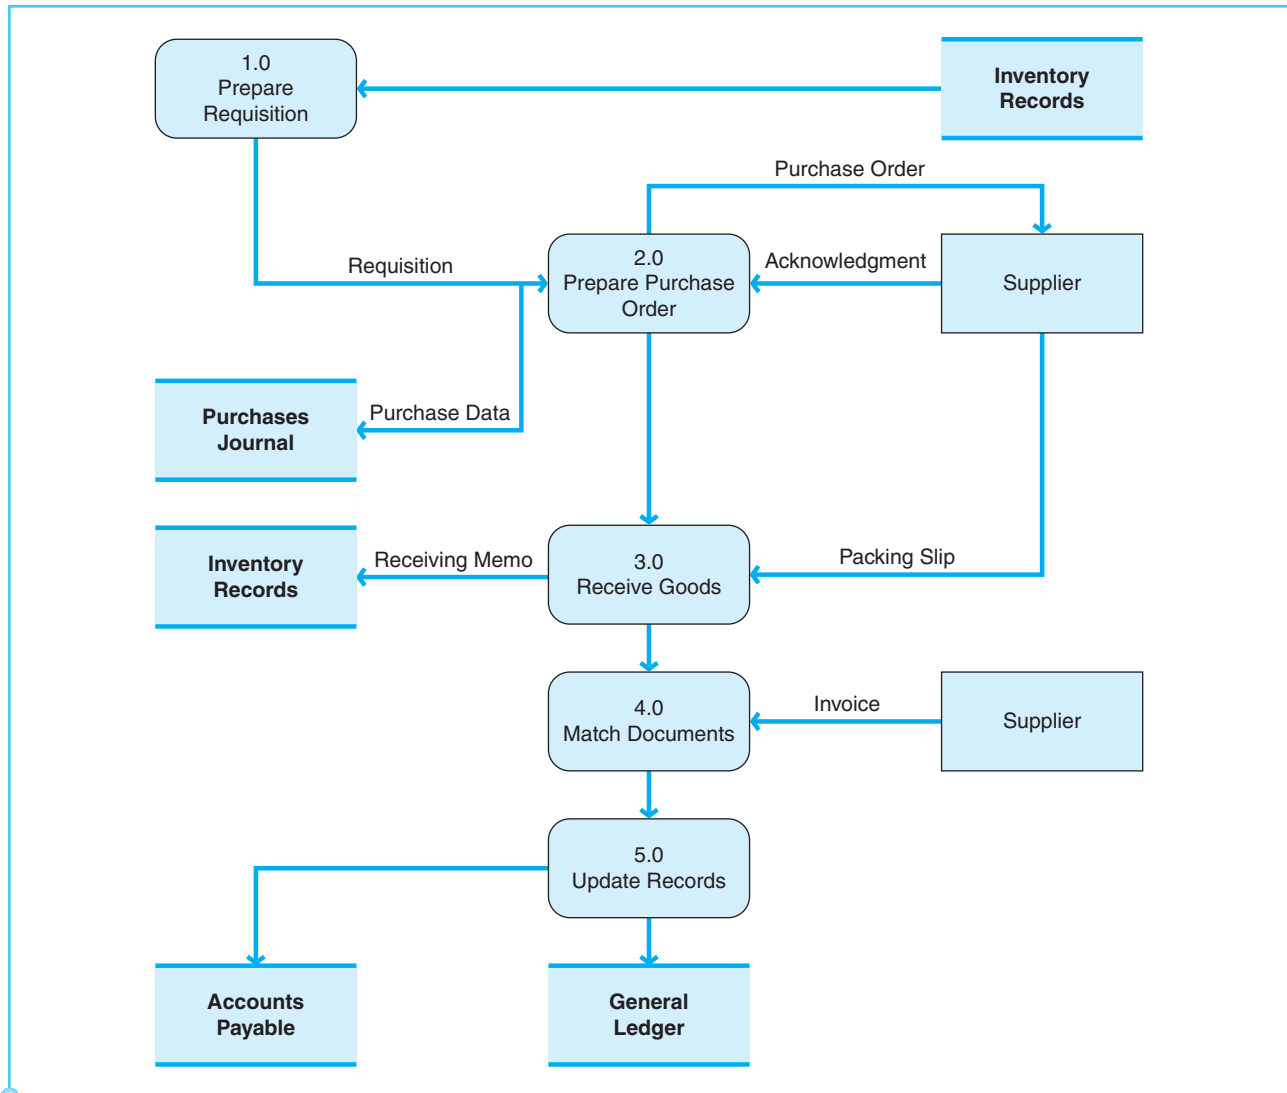 1.0
Prepare
Requisition
Inventory
Records
Purchase Order
Requisition
2.0
Prepare Purchase
Order
Acknowledgment
Supplier
Purchases
Journal
Purchase Data
Inventory
Records
Receiving Memo
3.0
Receive Goods
Packing Slip
4.0
Match Documents
Invoice
Supplier
5.0
Update Records
Accounts
Payable
General
Ledger